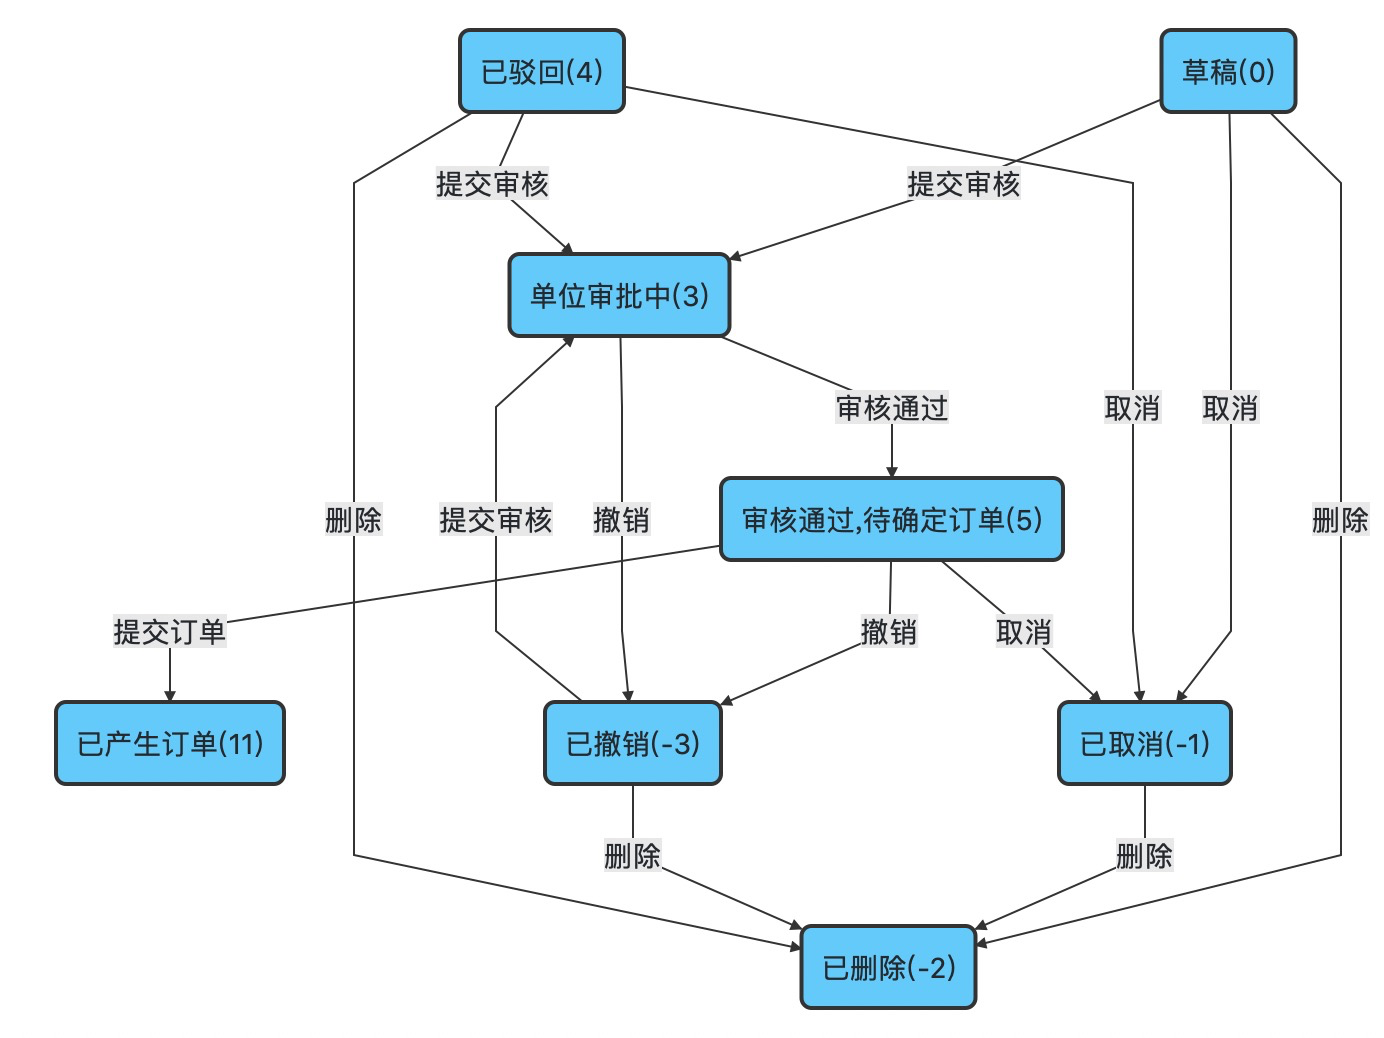 已驳回(4)
草稿(0)
提交审核
提交审核
单位审批中(3)
审核通过
取消
取消
删除
提交审核
撤销
审核通过,待确定订单(5)
删除
提交订单
撤销
取消
已产生订单(11)
已撤销(-3)
已取消(-1)
删除
删除
已删除(-2)